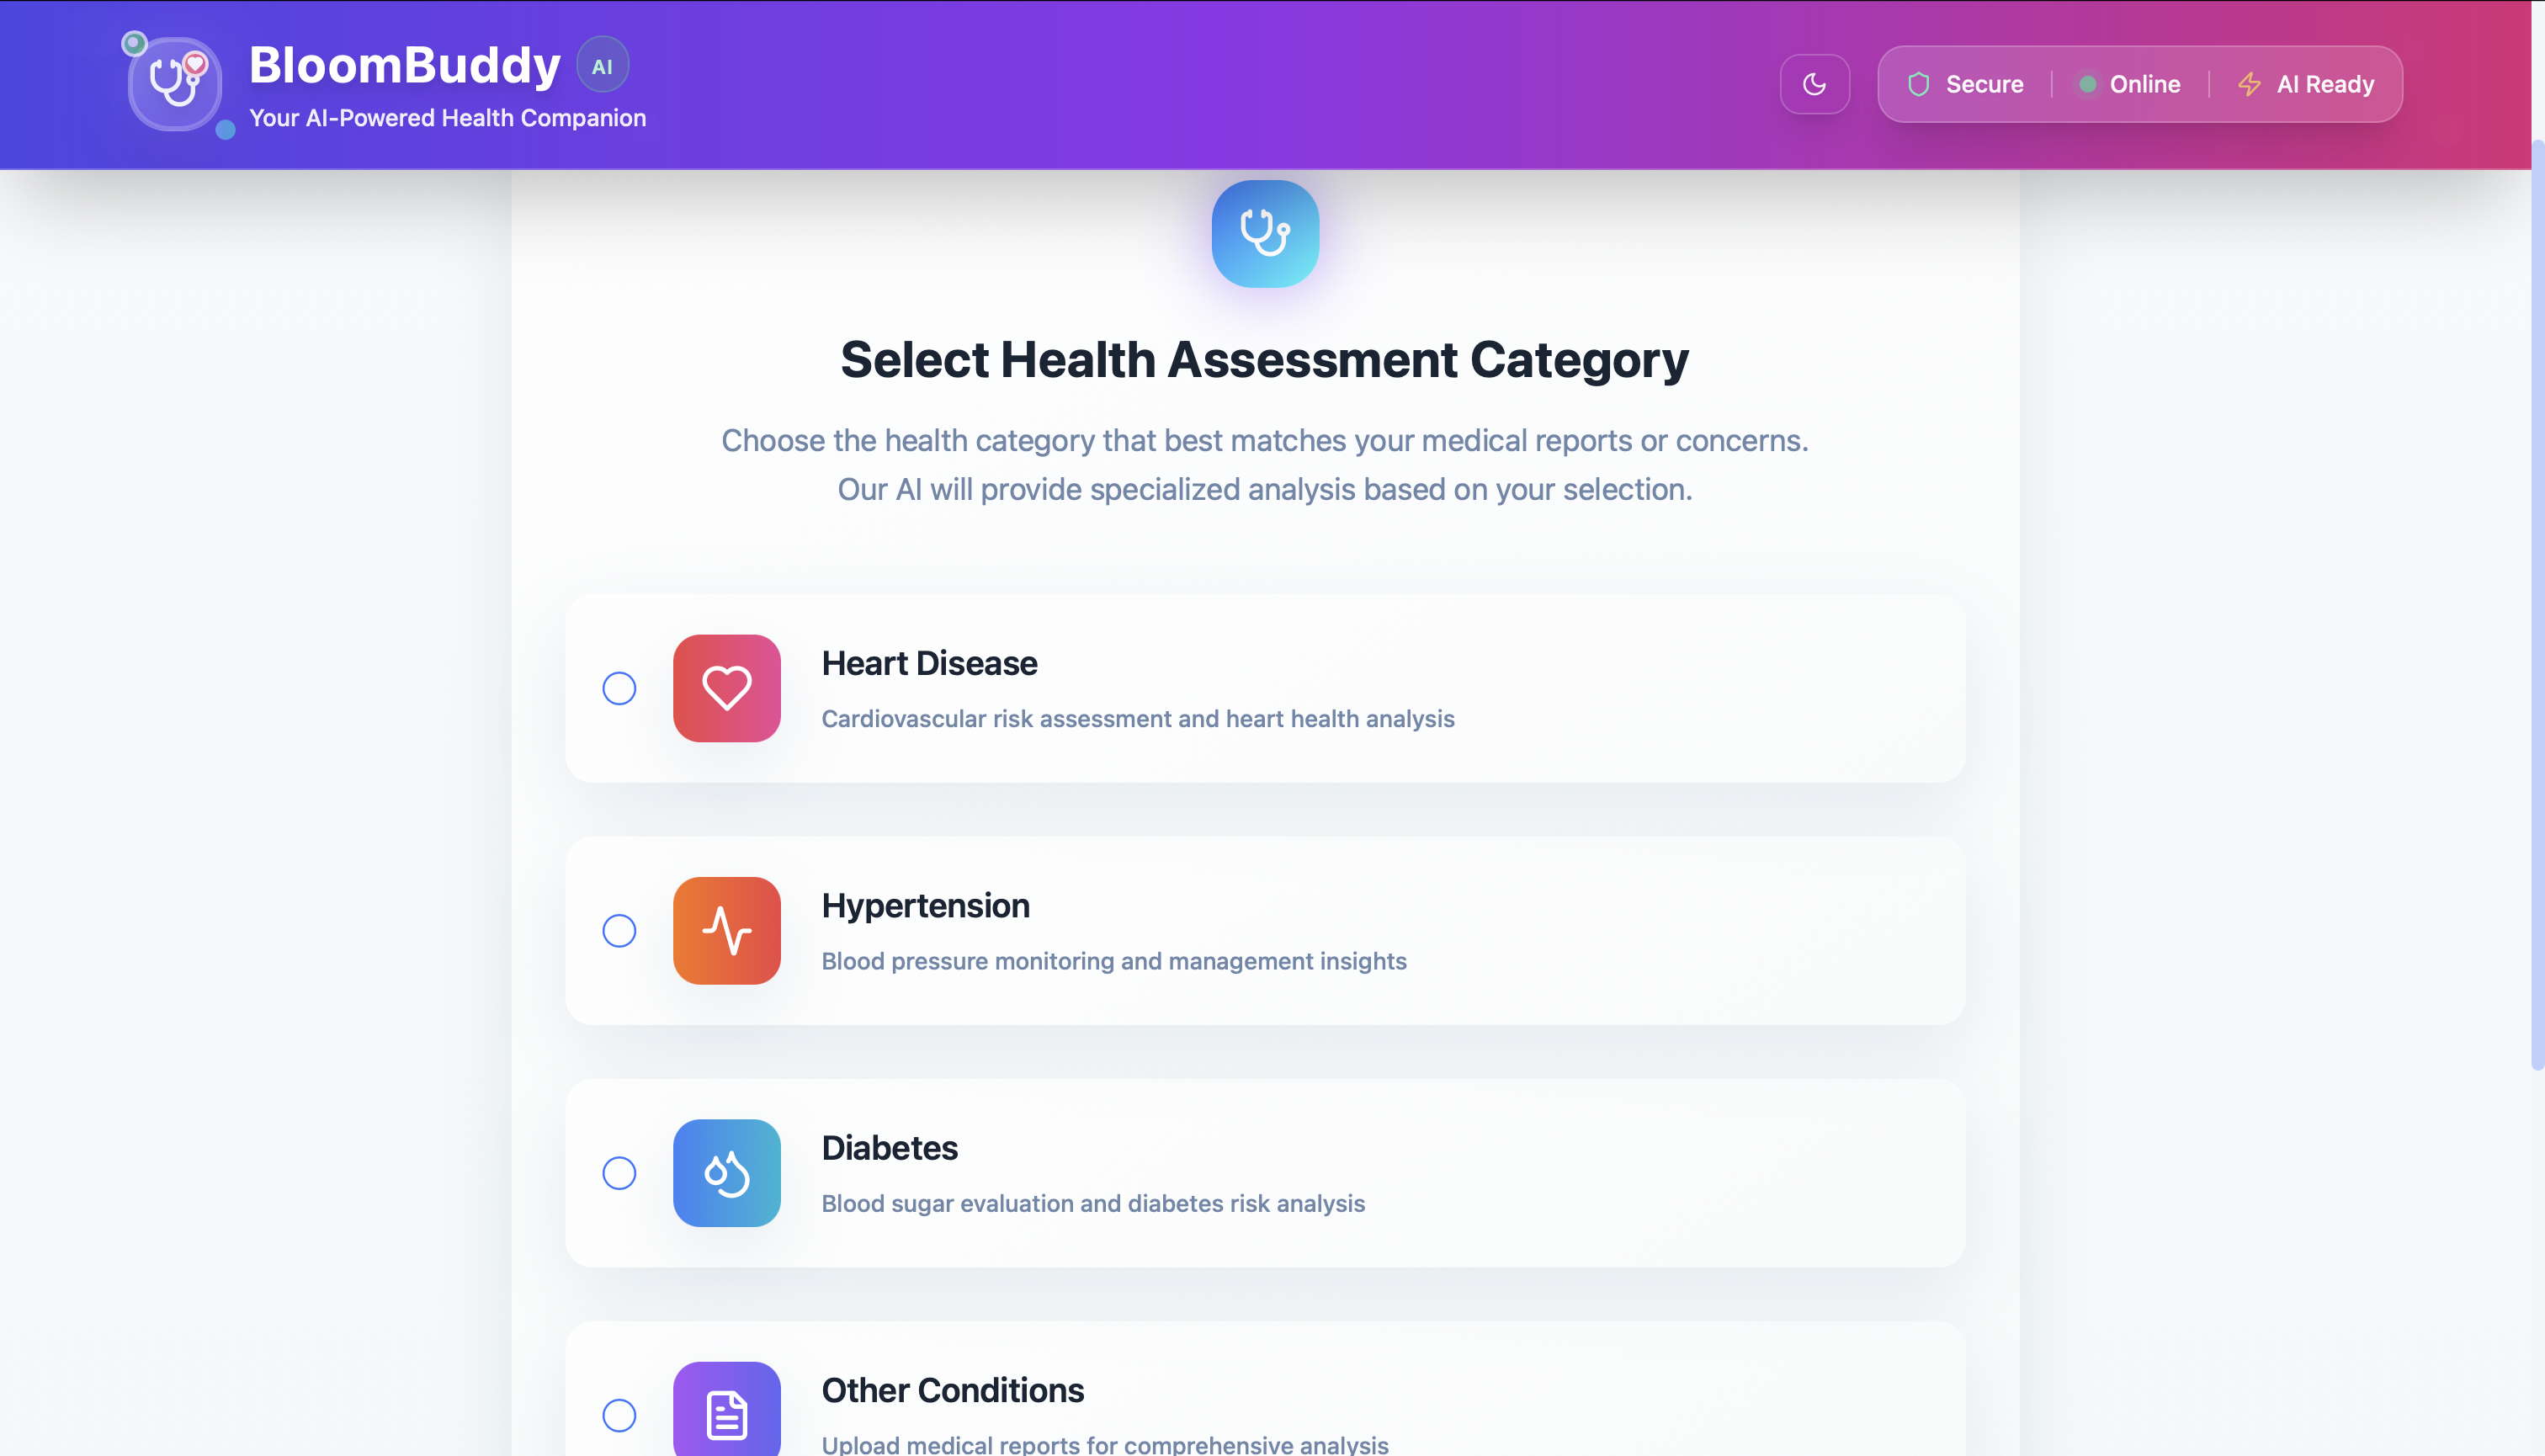 BloomBuddy AI
Your AI-Powered Health Companion
Secure
Online
AI Ready
Select Health Assessment Category
Choose the health category that best matches your medical reports or concerns.
Our AI will provide specialized analysis based on your selection.
Heart Disease
Cardiovascular risk assessment and heart health analysis
Hypertension
Blood pressure monitoring and management insights
Diabetes
Blood sugar evaluation and diabetes risk analysis
Other Conditions
Upload medical reports for comprehensive analysis